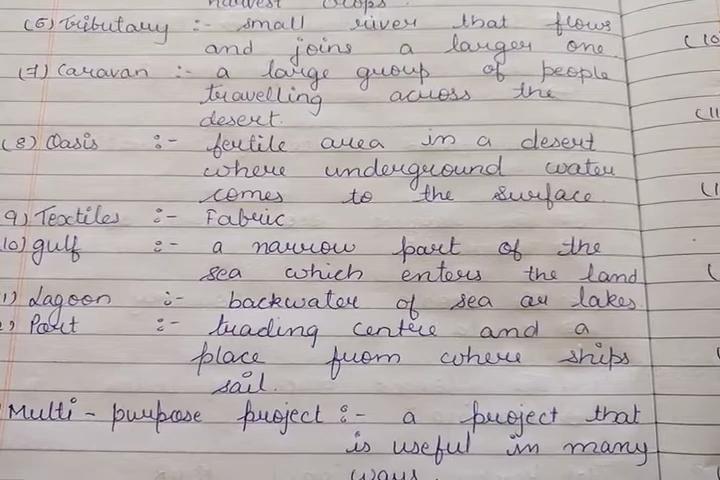 harvest crops.
(6) Tributary :- small river that flows
and joins a larger one
(7) Caravan :- a large group of people
travelling across the
desert.
(8) Oasis :- fertile area in a desert
where underground water
comes to the surface.
9) Textiles :- Fabric
10) gulf :- a narrow part of the
sea which enters the land
1) Lagoon :- backwater of sea or lakes
) Port :- trading centre and a
place from where ships
sail.
Multi-purpose project :- a project that
is useful in many
ways.
(10
(11
(1
(
(